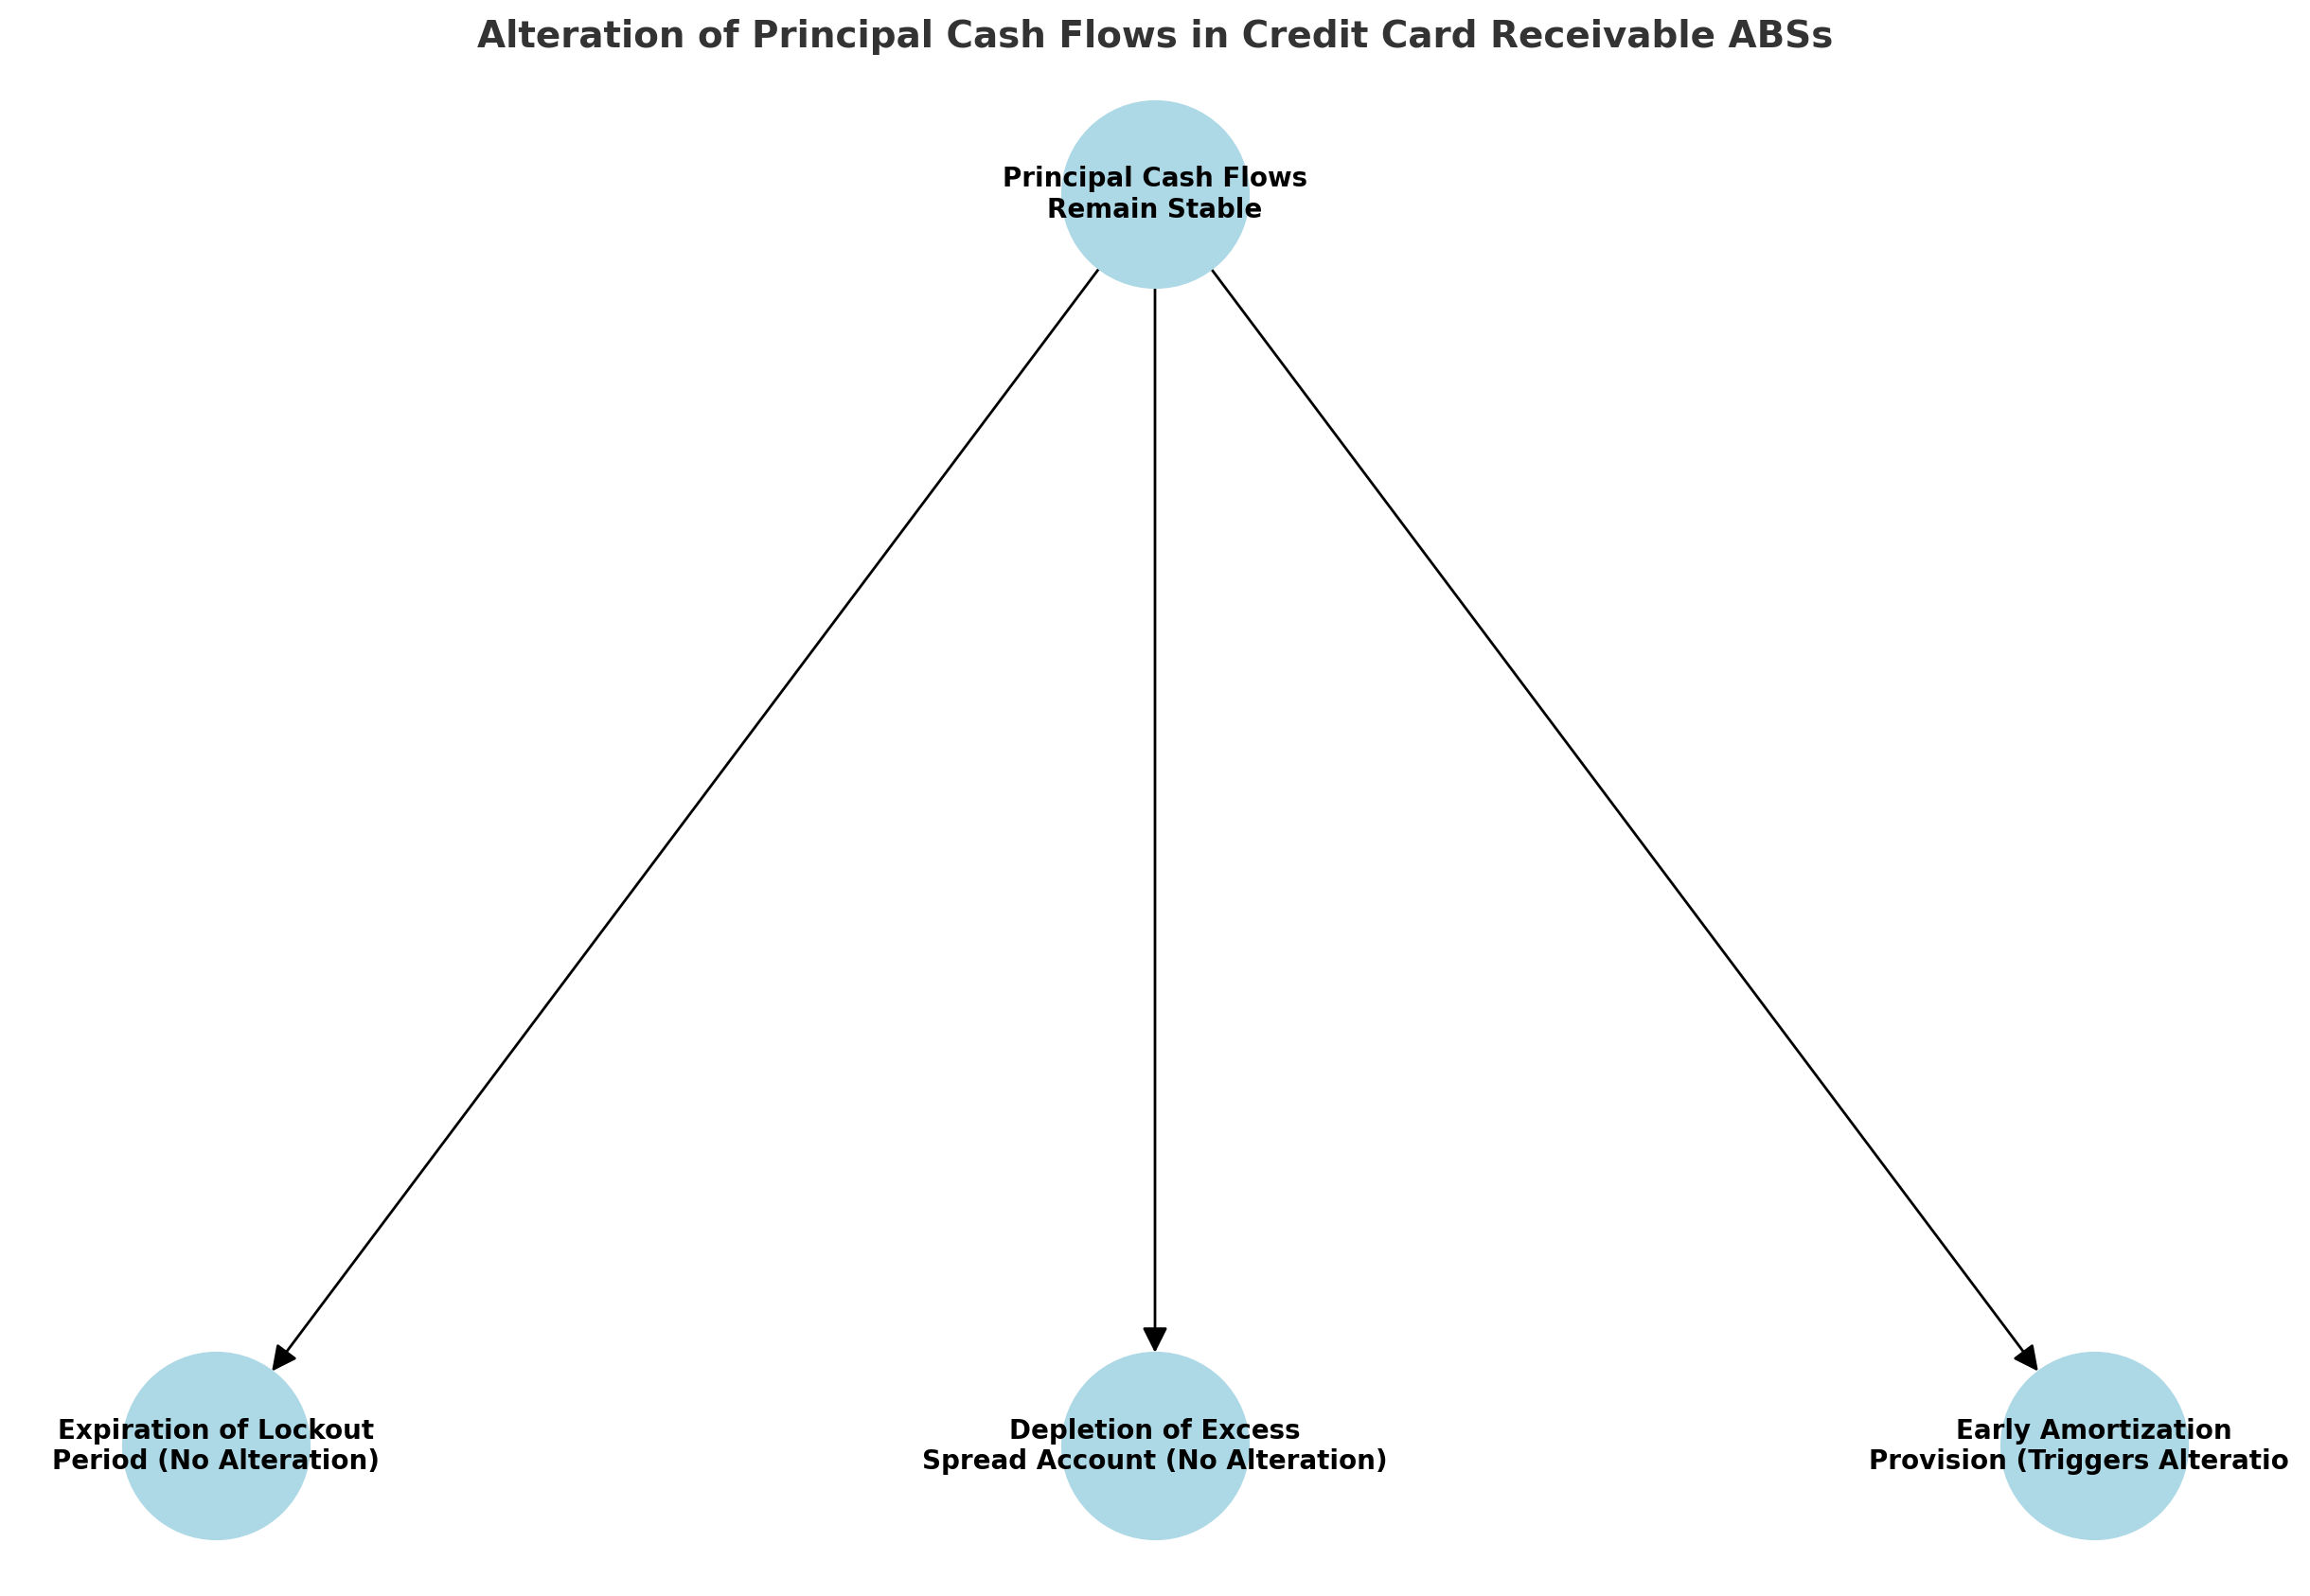 Alteration of Principal Cash Flows in Credit Card Receivable ABSs
Principal Cash Flows
Remain Stable
Expiration of Lockout
Period (No Alteration)
Depletion of Excess
Spread Account (No Alteration)
Early Amortization
Provision (Triggers Alteratio